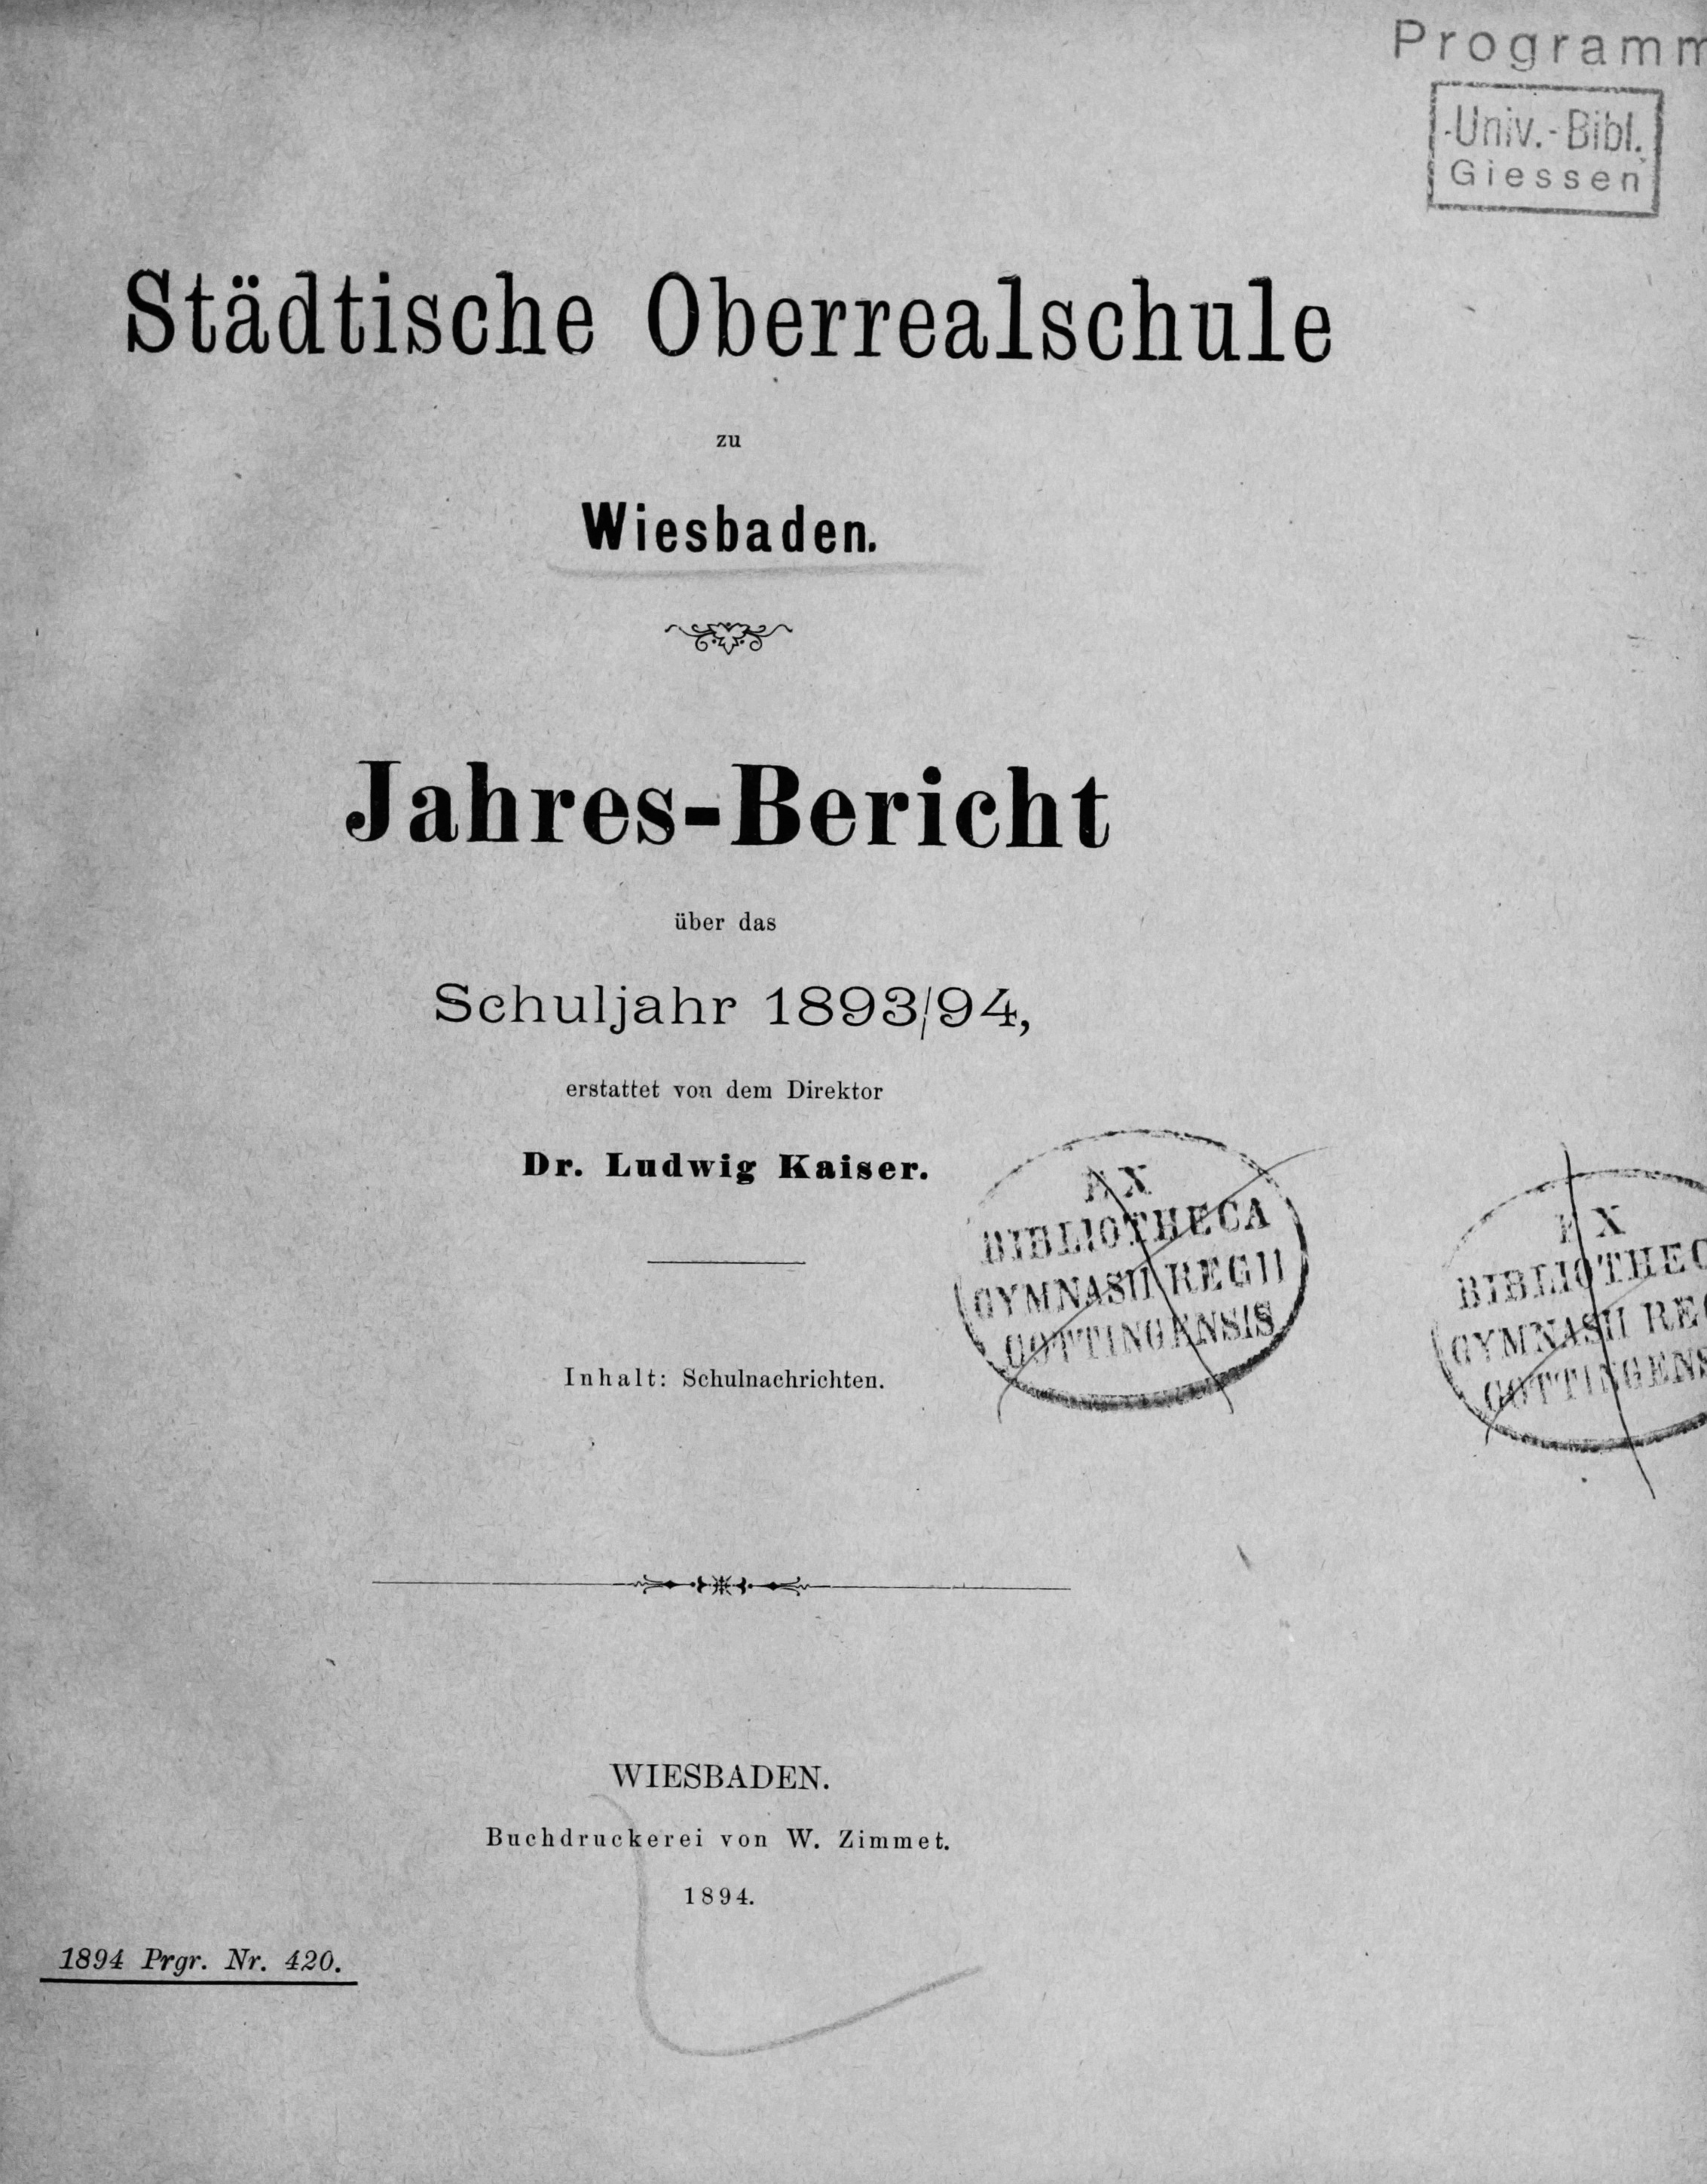 Programm
Univ.-Bibl.
Giessen
Städtische Oberrealschule
zu
Wiesbaden.
Jahres-Bericht
über das
Schuljahr 1893/94,
erstattet von dem Direktor
Dr. Ludwig Kaiser.
BIBLIOTHECA
GYMNASII REGII
GOTTINGENSIS
BIBLIOTHEC
GYMNASII REG
GOTTINGENS
Inhalt: Schulnachrichten.
WIESBADEN.
Buchdruckerei von W. Zimmet.
1894.
1894 Prgr. Nr. 420.